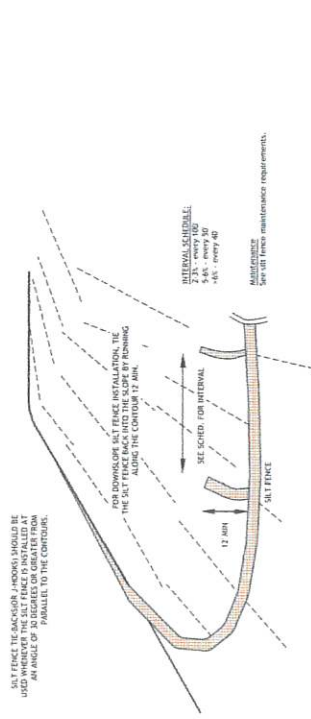 SILT FENCE TIE-BACKS(OR J-HOOKS) SHOULD BE
USED WHENEVER THE SILT FENCE IS INSTALLED AT
AN ANGLE OF 30 DEGREES OR GREATER FROM
PARALLEL TO THE CONTOURS.
FOR DOWNSLOPE SILT FENCE INSTALLATION, TIE
THE SILT FENCE BACK INTO THE SLOPE BY RUNNING
ALONG THE CONTOUR 12 MIN.
INTERVAL SCHEDULE:
2-3% - every 100
5-6% - every 50
>6% - every 40
SEE SCHED. FOR INTERVAL
12 MIN
SILT FENCE
Maintenance
See silt fence maintenance requirements.